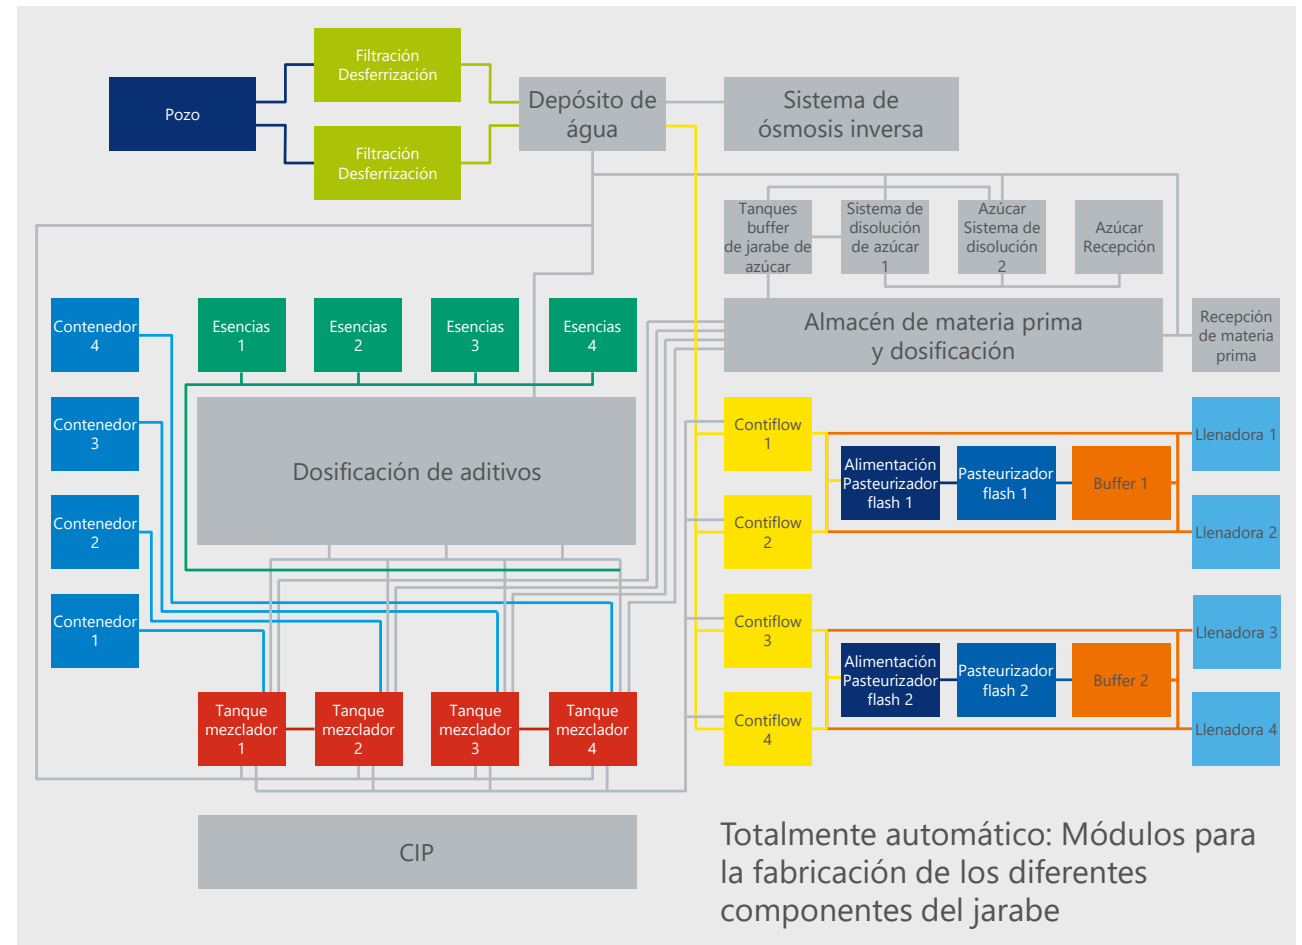 Pozo
Filtración
Desferrización
Filtración
Desferrización
Depósito de
água
Sistema de
ósmosis inversa
Tanques
buffer
de jarabe de
azúcar
Sistema de
disolución
de azúcar
1
Azúcar
Sistema de
disolución
2
Azúcar
Recepción
Contenedor
4
Esencias
1
Esencias
2
Esencias
3
Esencias
4
Almacén de materia prima
y dosificación
Recepción
de materia
prima
Contenedor
3
Contenedor
2
Contenedor
1
Dosificación de aditivos
Contiflow
1
Contiflow
2
Contiflow
3
Contiflow
4
Alimentación
Pasteurizador
flash 1
Pasteurizador
flash 1
Buffer 1
Llenadora 1
Llenadora 2
Alimentación
Pasteurizador
flash 2
Pasteurizador
flash 2
Buffer 2
Llenadora 3
Llenadora 4
Tanque
mezclador
1
Tanque
mezclador
2
Tanque
mezclador
3
Tanque
mezclador
4
CIP
Totalmente automático: Módulos para
la fabricación de los diferentes
componentes del jarabe